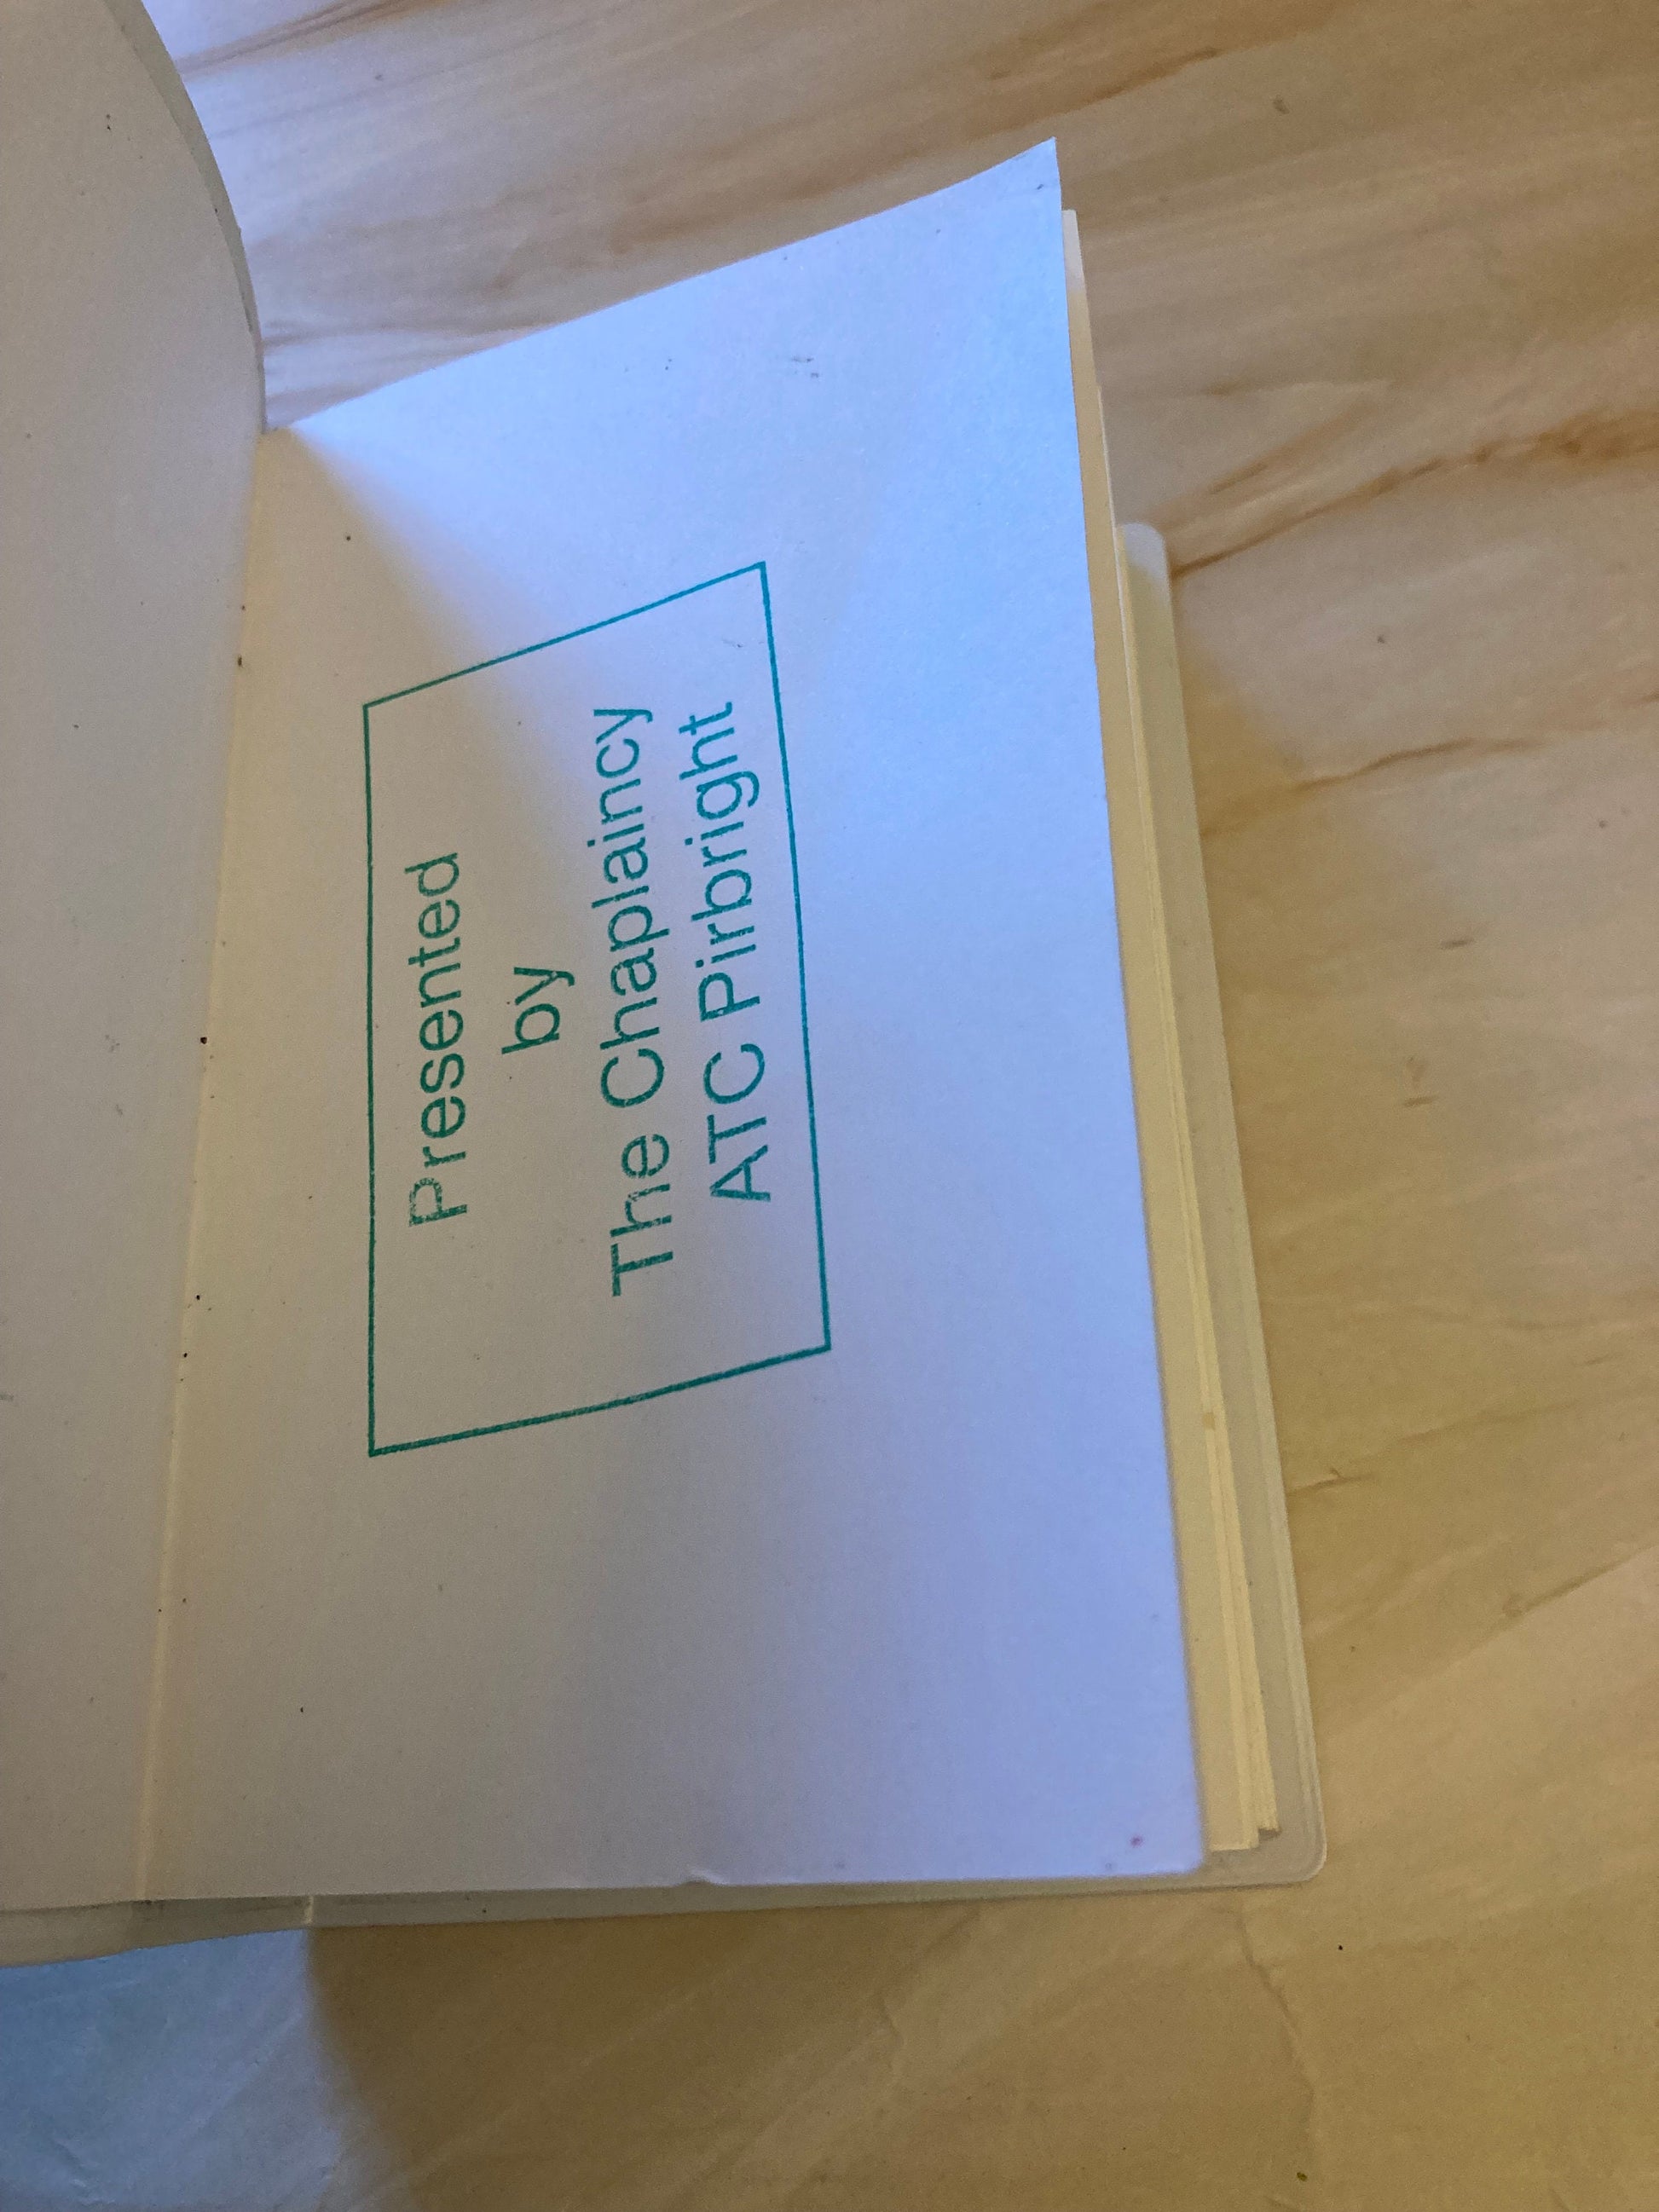 Presented
by
The Chaplaincy
ATC Pirbright